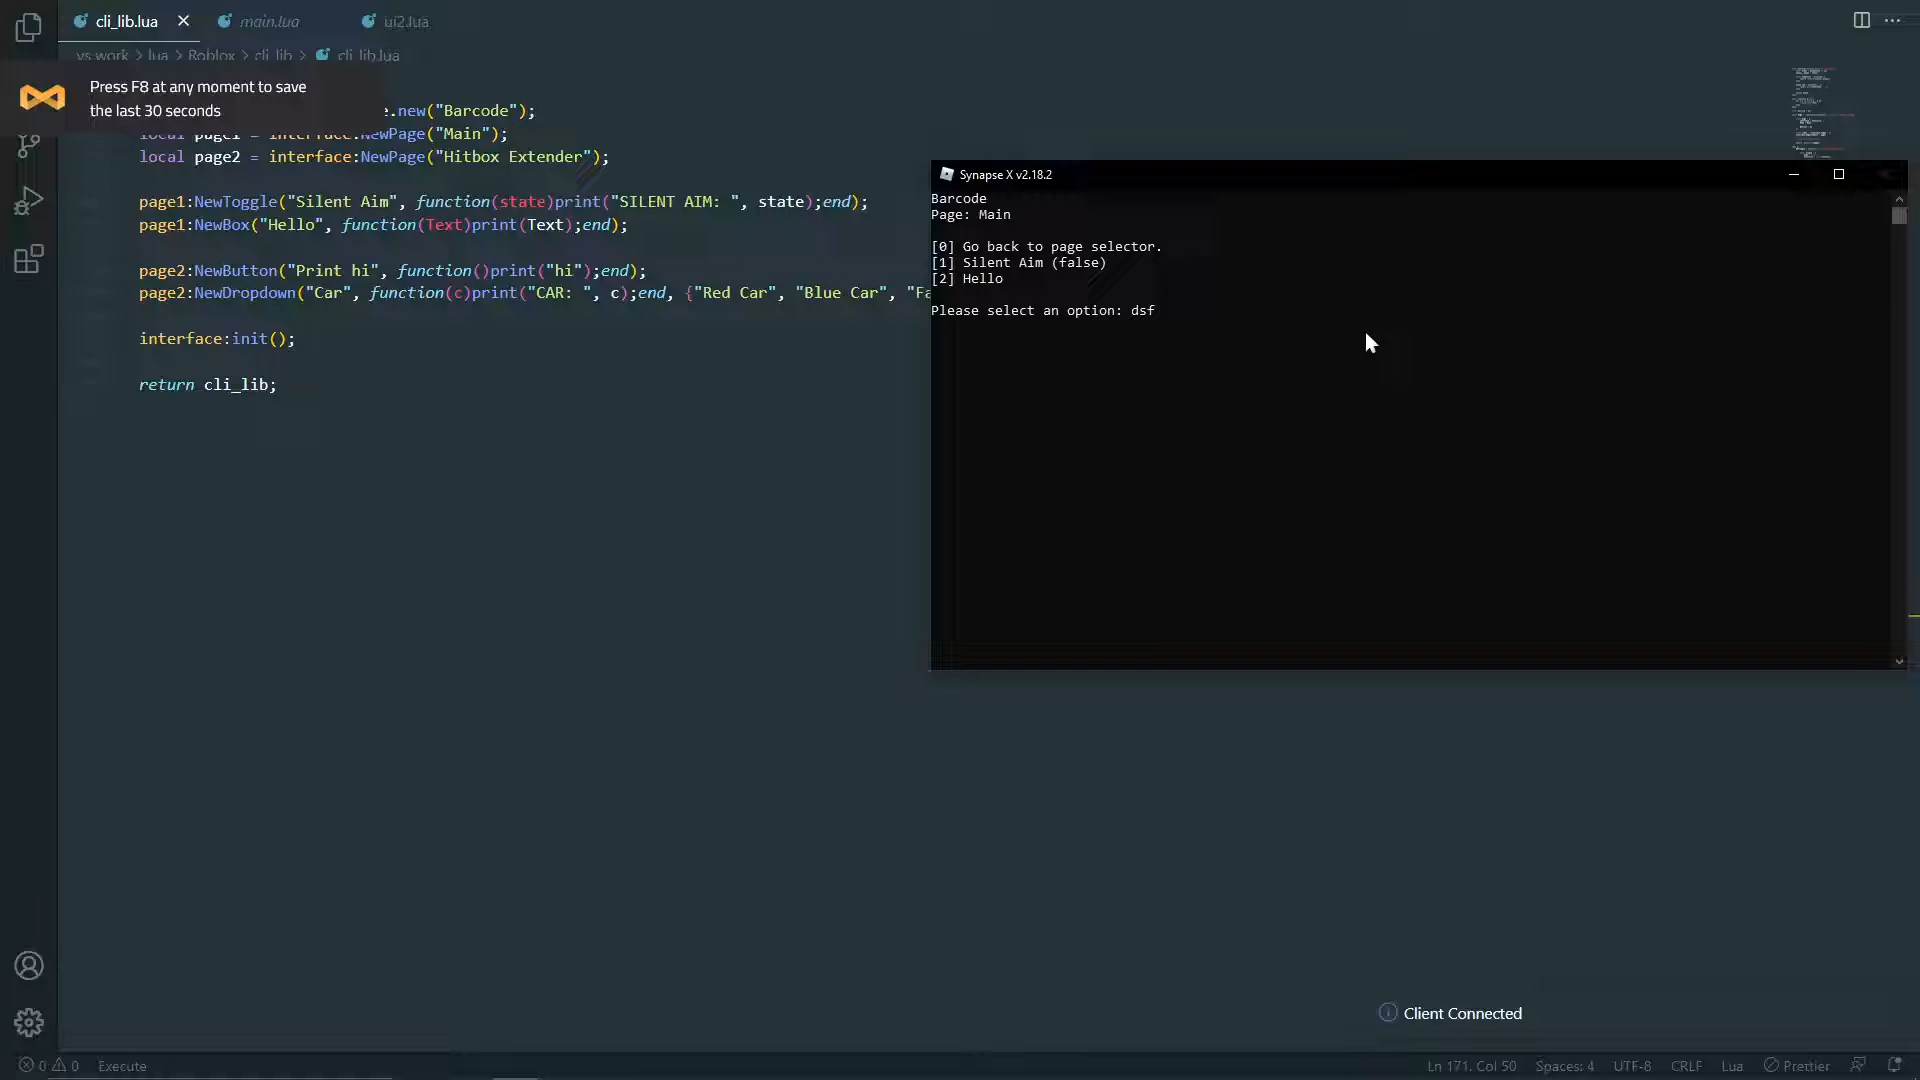 cli_lib.lua
main.lua
ui2.lua
vs work > lua > Roblox > cli_lib > cli_lib.lua
Press F8 at any moment to save
the last 30 seconds
e.new("Barcode");
local page1 = interface:NewPage("Main");
local page2 = interface:NewPage("Hitbox Extender");
page1:NewToggle("Silent Aim", function(state)print("SILENT AIM: ", state);end);
page1:NewBox("Hello", function(Text)print(Text);end);
page2:NewButton("Print hi", function()print("hi");end);
page2:NewDropdown("Car", function(c)print("CAR: ", c);end, {"Red Car", "Blue Car", "Fa
interface:init();
return cli_lib;
Synapse X v2.18.2
Barcode
Page: Main
[0] Go back to page selector.
[1] Silent Aim (false)
[2] Hello
Please select an option: dsf
Client Connected
0 0 Execute
Ln 171, Col 50 Spaces: 4 UTF-8 CRLF Lua Prettier